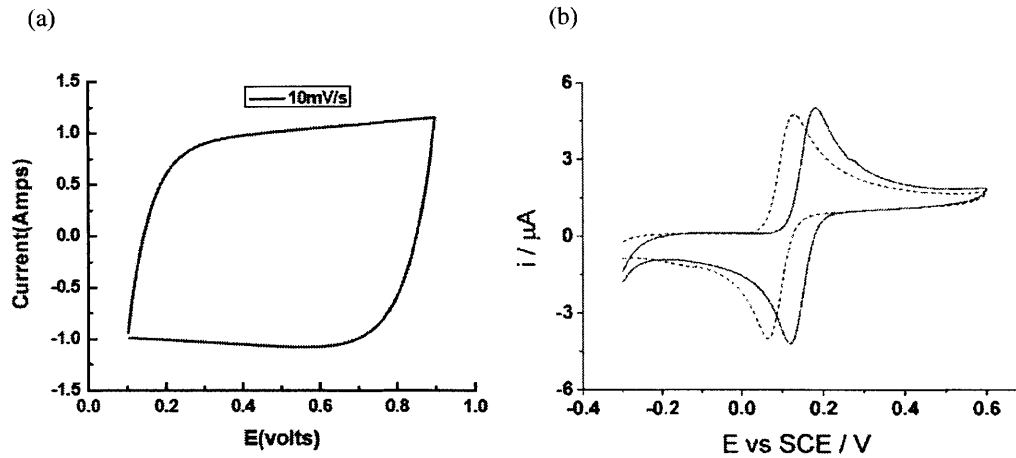 (a)
(b)
10mV/s
Current(Amps)
1.5
1.0
0.5
0.0
-0.5
-1.0
-1.5
0.0 0.2 0.4 0.6 0.8 1.0
E(volts)
i / μA
6
3
0
-3
-6
-0.4 -0.2 0.0 0.2 0.4 0.6
E vs SCE / V